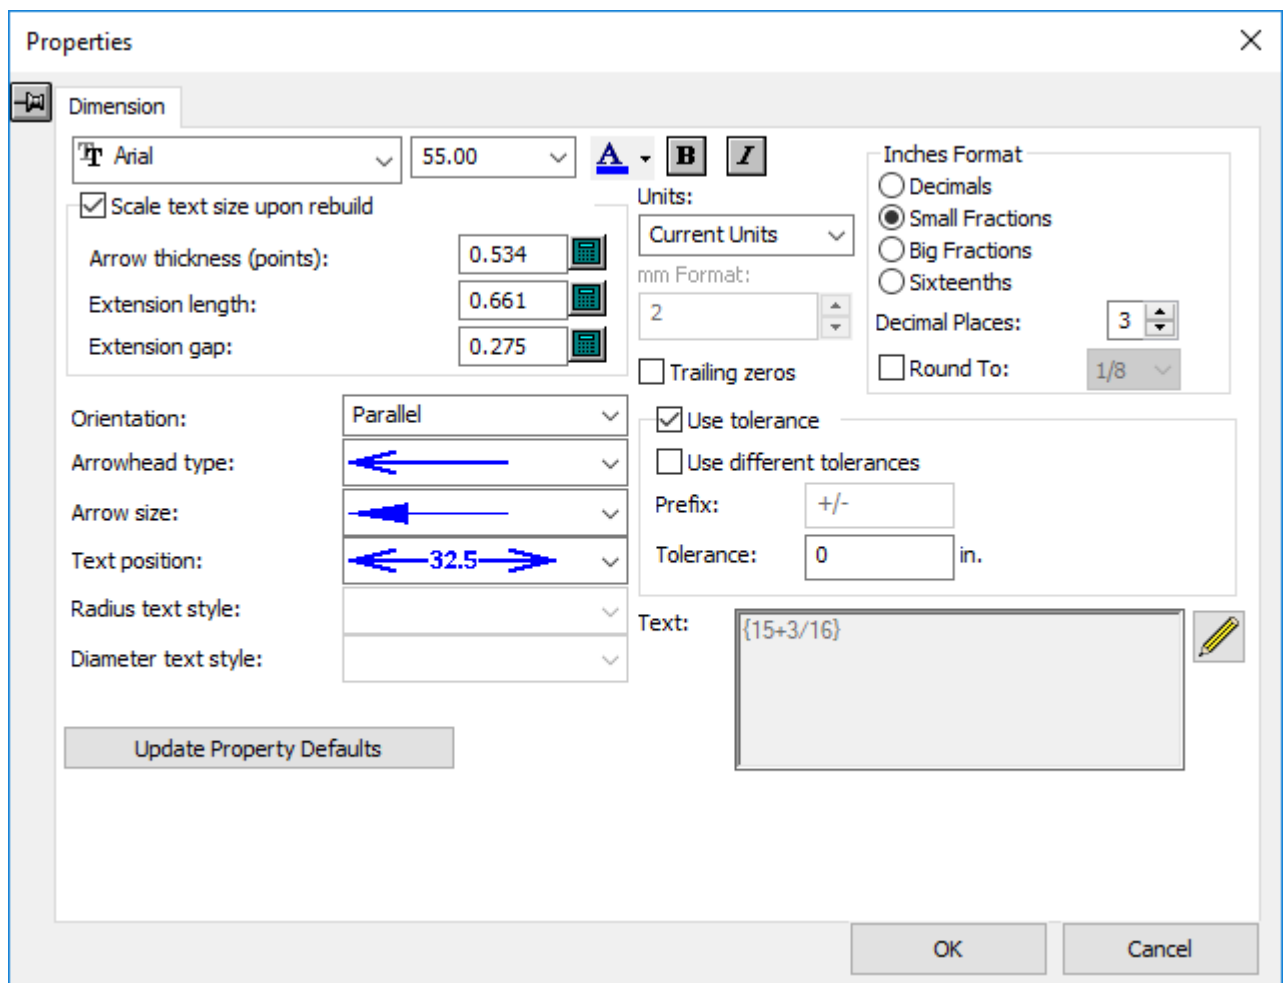 Properties
Dimension
Arial
55.00
A
B
I
Scale text size upon rebuild
Arrow thickness (points):
0.534
Extension length:
0.661
Extension gap:
0.275
Units:
Current Units
mm Format:
2
Trailing zeros
Inches Format
Decimals
Small Fractions
Big Fractions
Sixteenths
Decimal Places:
3
Round To:
1/8
Orientation:
Parallel
Arrowhead type:
Arrow size:
Text position:
32.5
Radius text style:
Diameter text style:
Use tolerance
Use different tolerances
Prefix:
+/-
Tolerance:
0
in.
Text:
{15+3/16}
Update Property Defaults
OK
Cancel